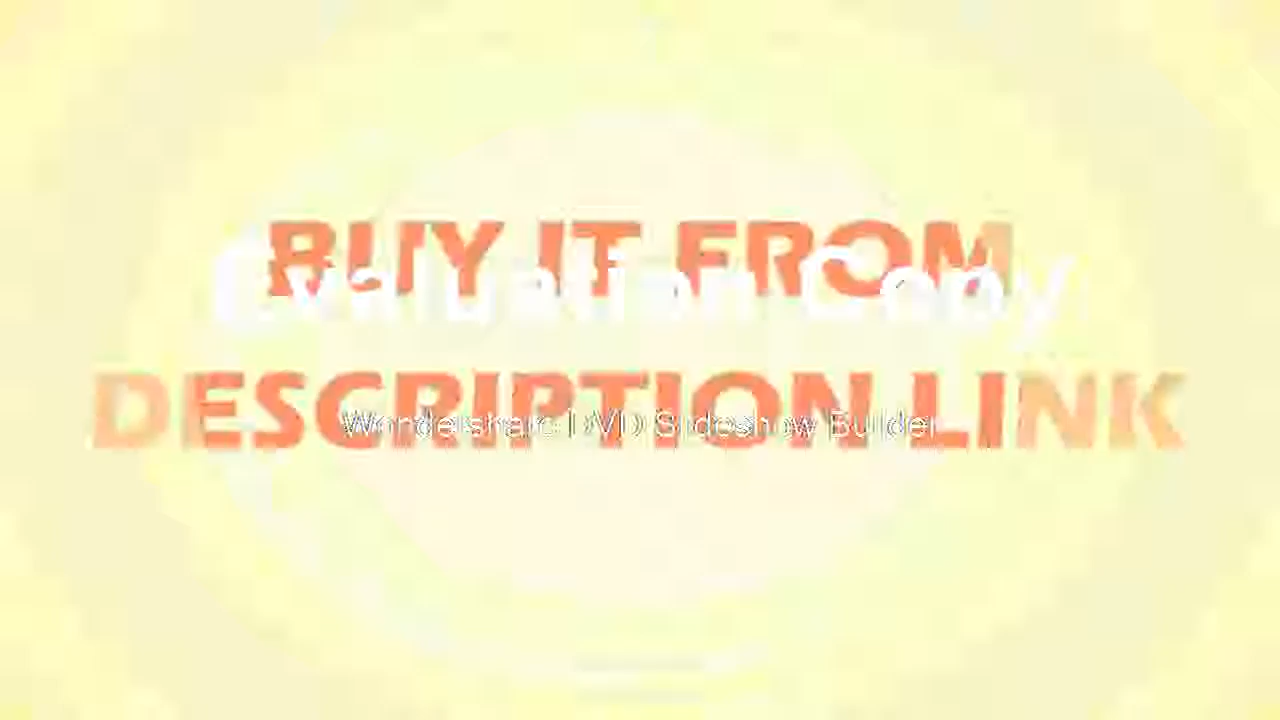 BUY IT FROM
Evaluation Copy
DESCRIPTION LINK
Wondershare DVD Slideshow Builder